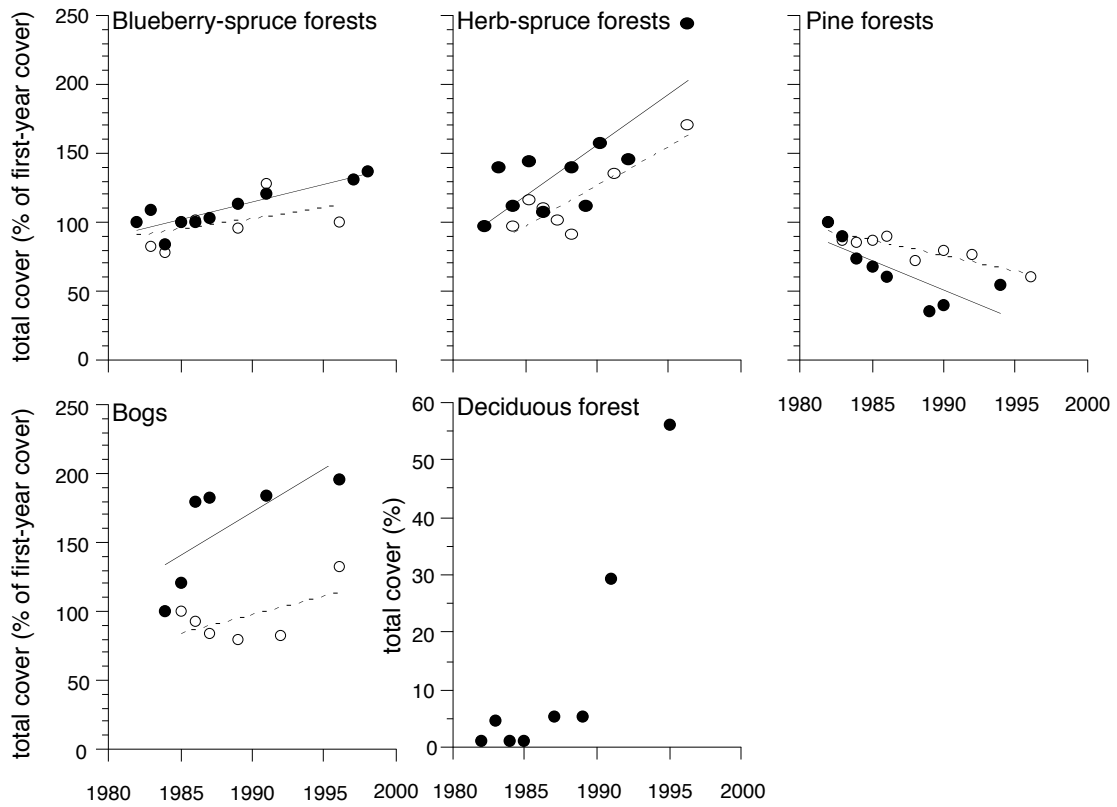 Blueberry-spruce forests
Herb-spruce forests
Pine forests
total cover (% of first-year cover)
250
200
150
100
50
0
1980 1985 1990 1995 2000
Bogs
Deciduous forest
total cover (% of first-year cover)
250
200
150
100
50
0
total cover (%)
60
50
40
30
20
10
0
1980 1985 1990 1995 2000
1980 1985 1990 1995 2000